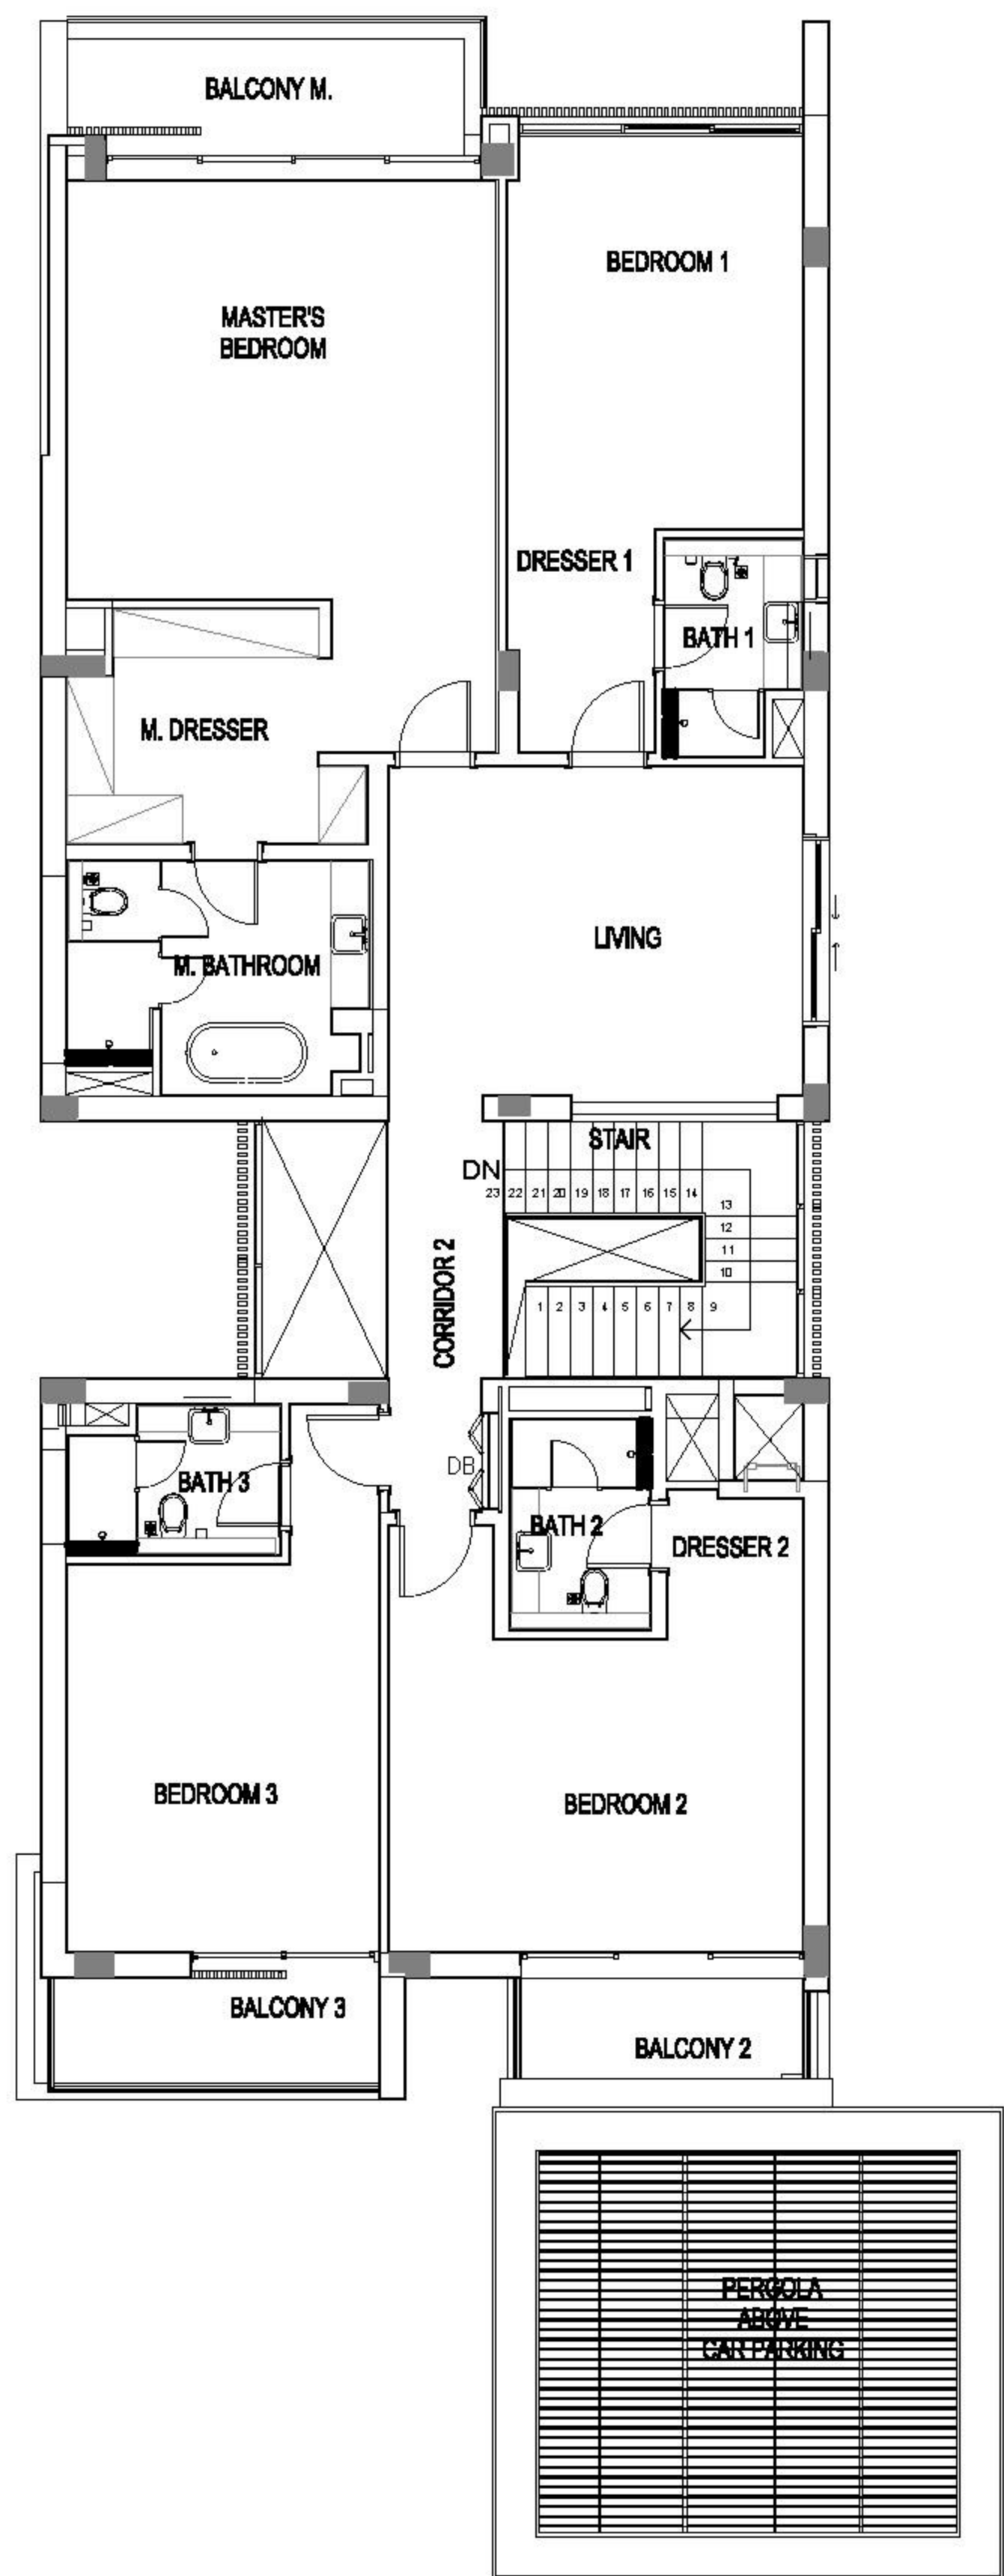 BALCONY M.
BEDROOM 1
MASTER'S
BEDROOM
DRESSER 1
BATH 1
M. DRESSER
LIVING
M. BATHROOM
STAIR
DN
23 22 21 20 19 18 17 16 15 14
13
12
11
10
CORRIDOR 2
1 2 3 4 5 6 7 8 9
DB
BATH 3
BATH 2
DRESSER 2
BEDROOM 3
BEDROOM 2
BALCONY 3
BALCONY 2
PERGOLA
ABOVE
CAR PARKING